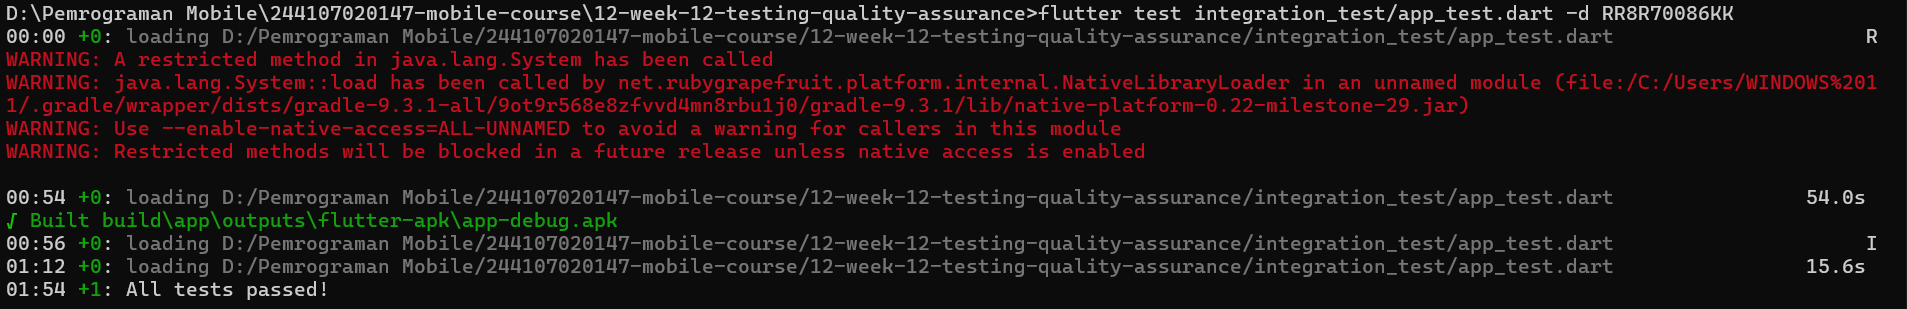 D:\Pemrograman Mobile\244107020147-mobile-course\12-week-12-testing-quality-assurance>flutter test integration_test/app_test.dart -d RR8R70086KK
00:00 +0: loading D:/Pemrograman Mobile/244107020147-mobile-course/12-week-12-testing-quality-assurance/integration_test/app_test.dart R
WARNING: A restricted method in java.lang.System has been called
WARNING: java.lang.System::load has been called by net.rubygrapefruit.platform.internal.NativeLibraryLoader in an unnamed module (file:/C:/Users/WINDOWS%201
1/.gradle/wrapper/dists/gradle-9.3.1-all/9ot9r568e8zfvvd4mn8rbu1j0/gradle-9.3.1/lib/native-platform-0.22-milestone-29.jar)
WARNING: Use --enable-native-access=ALL-UNNAMED to avoid a warning for callers in this module
WARNING: Restricted methods will be blocked in a future release unless native access is enabled
00:54 +0: loading D:/Pemrograman Mobile/244107020147-mobile-course/12-week-12-testing-quality-assurance/integration_test/app_test.dart 54.0s
√ Built build\app\outputs\flutter-apk\app-debug.apk
00:56 +0: loading D:/Pemrograman Mobile/244107020147-mobile-course/12-week-12-testing-quality-assurance/integration_test/app_test.dart I
01:12 +0: loading D:/Pemrograman Mobile/244107020147-mobile-course/12-week-12-testing-quality-assurance/integration_test/app_test.dart 15.6s
01:54 +1: All tests passed!